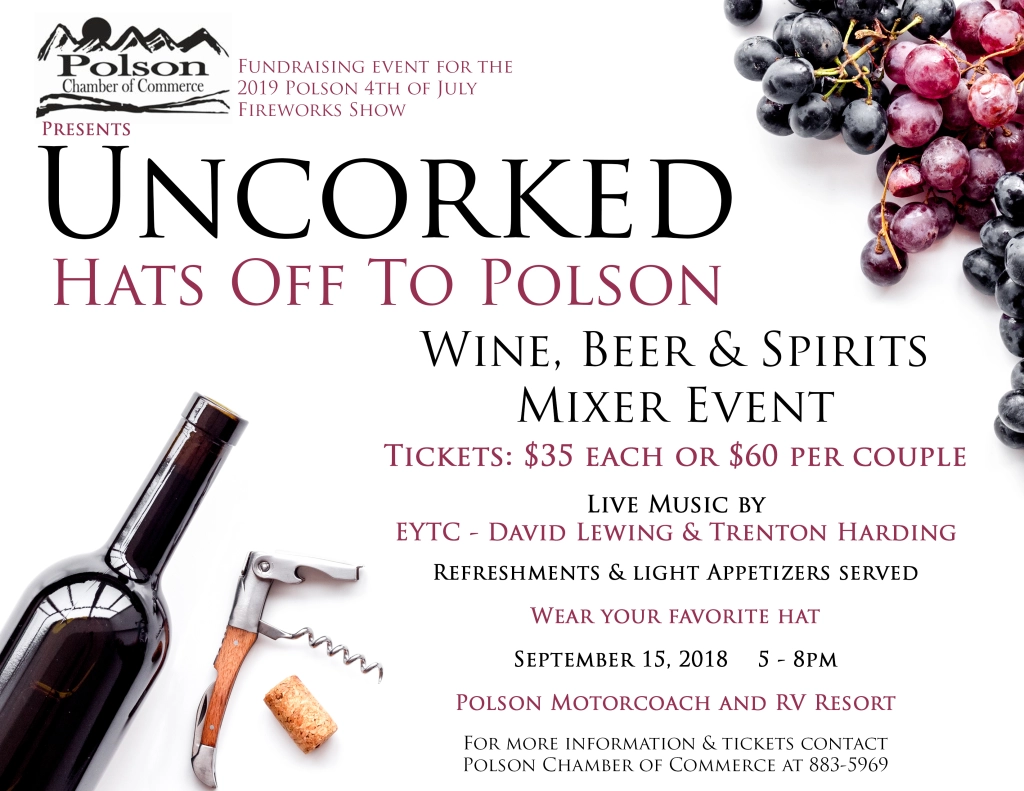 Polson
Chamber of Commerce
Fundraising event for the
2019 Polson 4th of July
Fireworks Show
Presents
Uncorked
Hats Off To Polson
Wine, Beer & Spirits
Mixer Event
Tickets: $35 each or $60 per couple
Live Music by
EYTC - David Lewing & Trenton Harding
Refreshments & light Appetizers served
Wear your favorite hat
September 15, 2018 5 - 8pm
Polson Motorcoach and RV Resort
For more information & tickets contact
Polson Chamber of Commerce at 883-5969